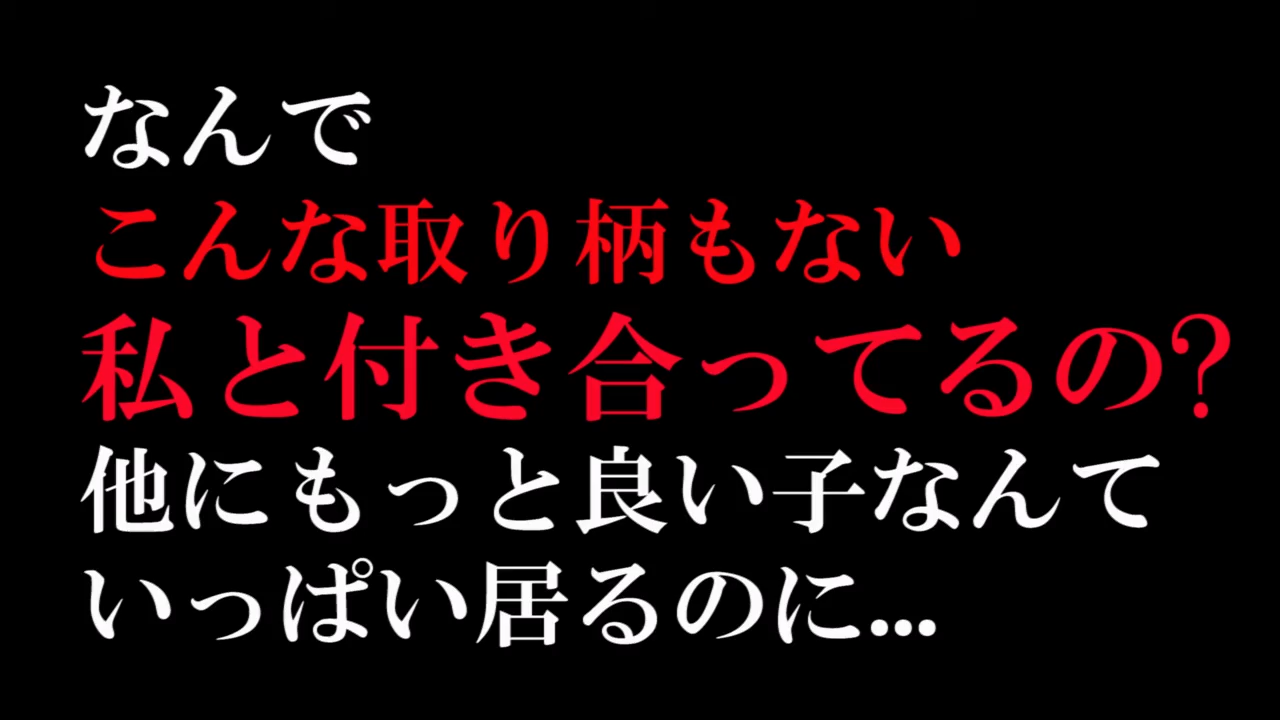 なんで
こんな取り柄もない
私と付き合ってるの?
他にもっと良い子なんて
いっぱい居るのに...